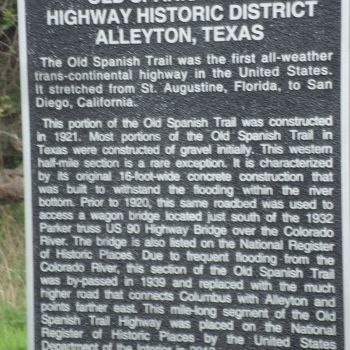 OLD SPANISH
HIGHWAY HISTORIC DISTRICT
ALLEYTON, TEXAS
The Old Spanish Trail was the first all-weather
trans-continental highway in the United States.
It stretched from St. Augustine, Florida, to San
Diego, California.
This portion of the Old Spanish Trail was constructed
in 1921. Most portions of the Old Spanish Trail in
Texas were constructed of gravel initially. This western
half-mile section is a rare exception. It is characterized
by its original 16-foot-wide concrete construction that
was built to withstand the flooding within the river
bottom. Prior to 1920, this same roadbed was used to
access a wagon bridge located just south of the 1932
Parker truss US 90 Highway Bridge over the Colorado
River. The bridge is also listed on the National Register
of Historic Places. Due to frequent flooding from the
Colorado River, this section of the Old Spanish Trail
was by-passed in 1939 and replaced with the much
higher road that connects Columbus with Alleyton and
points farther east. This mile-long segment of the Old
Spanish Trail Highway was placed on the National
Register of Historic Places by the United States
Department of the Interior in